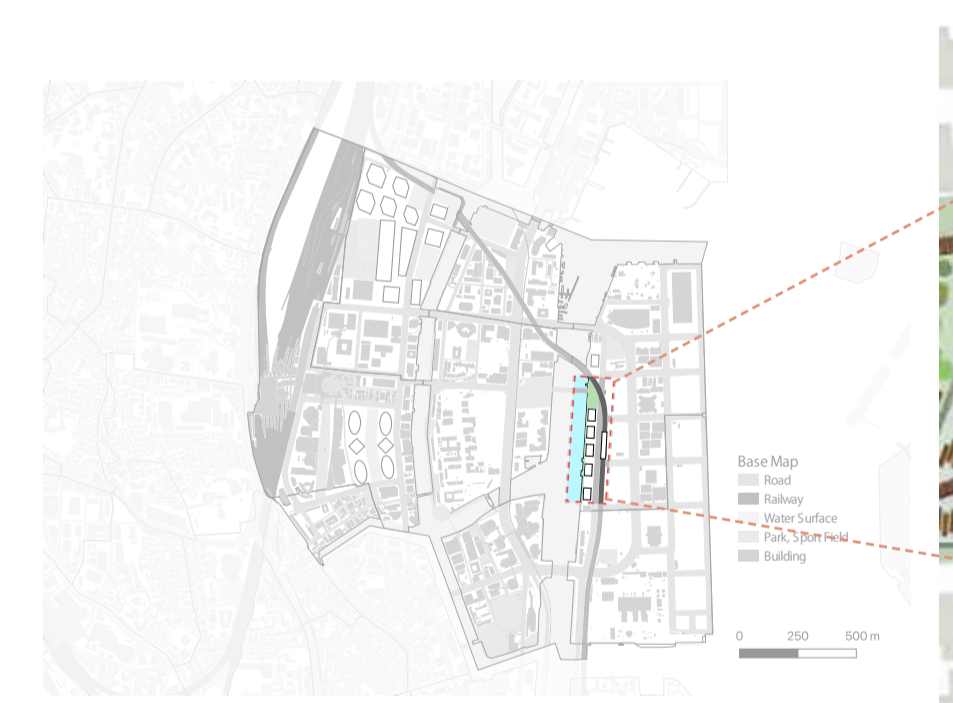 Base Map
Road
Railway
Water Surface
Park, Sport Field
Building
0 250 500 m